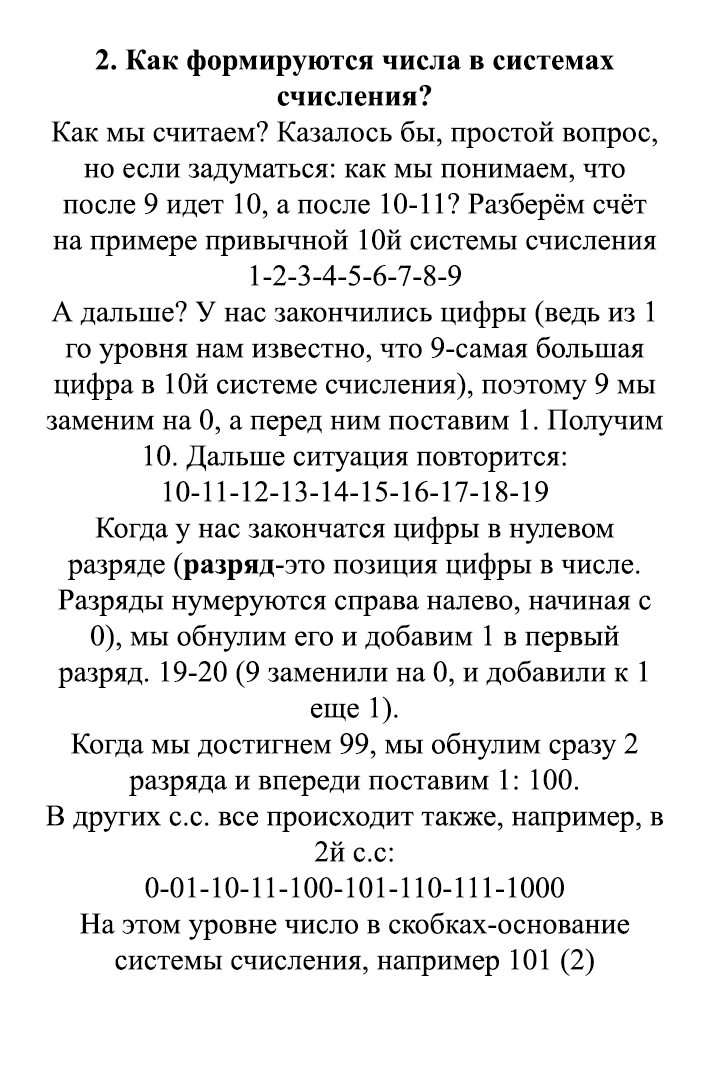 2. Как формируются числа в системах
счисления?
Как мы считаем? Казалось бы, простой вопрос,
но если задуматься: как мы понимаем, что
после 9 идет 10, а после 10-11? Разберём счёт
на примере привычной 10й системы счисления
1-2-3-4-5-6-7-8-9
А дальше? У нас закончились цифры (ведь из 1
го уровня нам известно, что 9-самая большая
цифра в 10й системе счисления), поэтому 9 мы
заменим на 0, а перед ним поставим 1. Получим
10. Дальше ситуация повторится:
10-11-12-13-14-15-16-17-18-19
Когда у нас закончатся цифры в нулевом
разряде (разряд-это позиция цифры в числе.
Разряды нумеруются справа налево, начиная с
0), мы обнулим его и добавим 1 в первый
разряд. 19-20 (9 заменили на 0, и добавили к 1
еще 1).
Когда мы достигнем 99, мы обнулим сразу 2
разряда и впереди поставим 1: 100.
В других с.с. все происходит также, например, в
2й с.с:
0-01-10-11-100-101-110-111-1000
На этом уровне число в скобках-основание
системы счисления, например 101 (2)